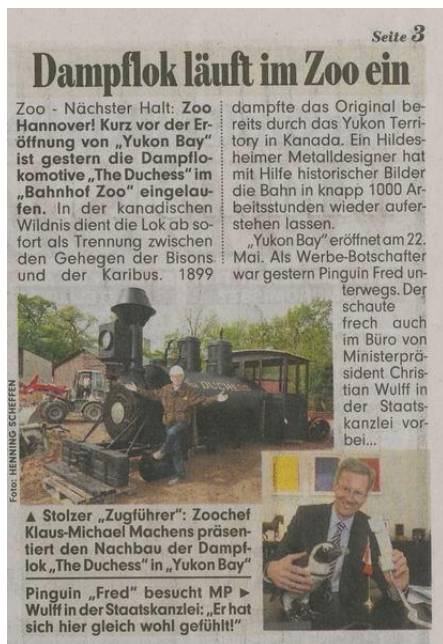 Seite 3
Dampflok läuft im Zoo ein
Zoo - Nächster Halt: Zoo
Hannover! Kurz vor der Er-
öffnung von „Yukon Bay"
ist gestern die Dampflo-
komotive „The Duchess" im
„Bahnhof Zoo" eingelau-
fen. In der kanadischen
Wildnis dient die Lok ab so-
fort als Trennung zwischen
den Gehegen der Bisons
und der Karibus. 1899
dampfte das Original be-
reits durch das Yukon Terri-
tory in Kanada. Ein Hildes-
heimer Metalldesigner hat
mit Hilfe historischer Bilder
die Bahn in knapp 1000 Ar-
beitsstunden wieder aufer-
stehen lassen.
„Yukon Bay" eröffnet am 22.
Mai. Als Werbe-Botschafter
war gestern Pinguin Fred un-
terwegs. Der
schaute
frech auch
im Büro von
Ministerprä-
sident Chris-
tian Wulff in
der Staats-
kanzlei vor-
bei...
DUCHESS
Foto: HENNING SCHEFFEN
▲ Stolzer „Zugführer": Zoochef
Klaus-Michael Machens präsen-
tiert den Nachbau der Dampf-
lok „The Duchess" in „Yukon Bay"
Pinguin „Fred" besucht MP ►
Wulff in der Staatskanzlei: „Er hat
sich hier gleich wohl gefühlt!"